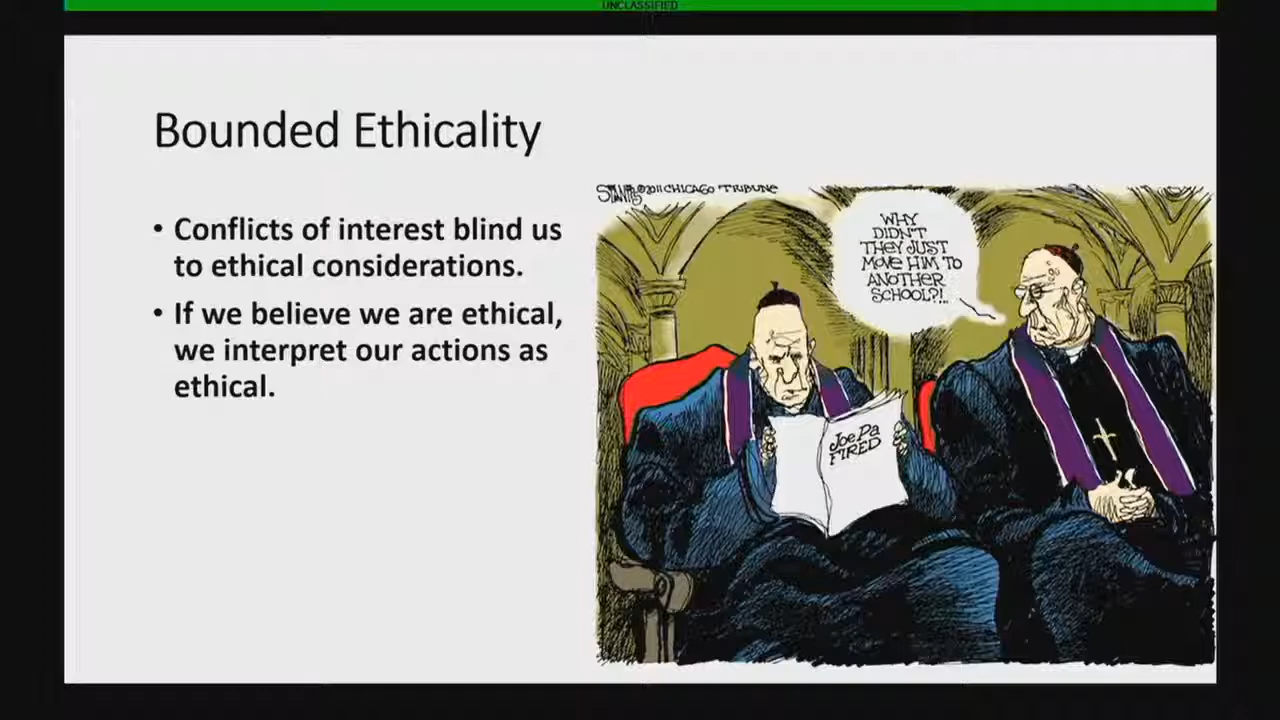 UNCLASSIFIED
Bounded Ethicality
• Conflicts of interest blind us
to ethical considerations.
• If we believe we are ethical,
we interpret our actions as
ethical.
STANTIS ©2011 CHICAGO TRIBUNE
WHY
DIDN'T
THEY JUST
MOVE HIM TO
ANOTHER
SCHOOL?!..
Joe Pa
FIRED